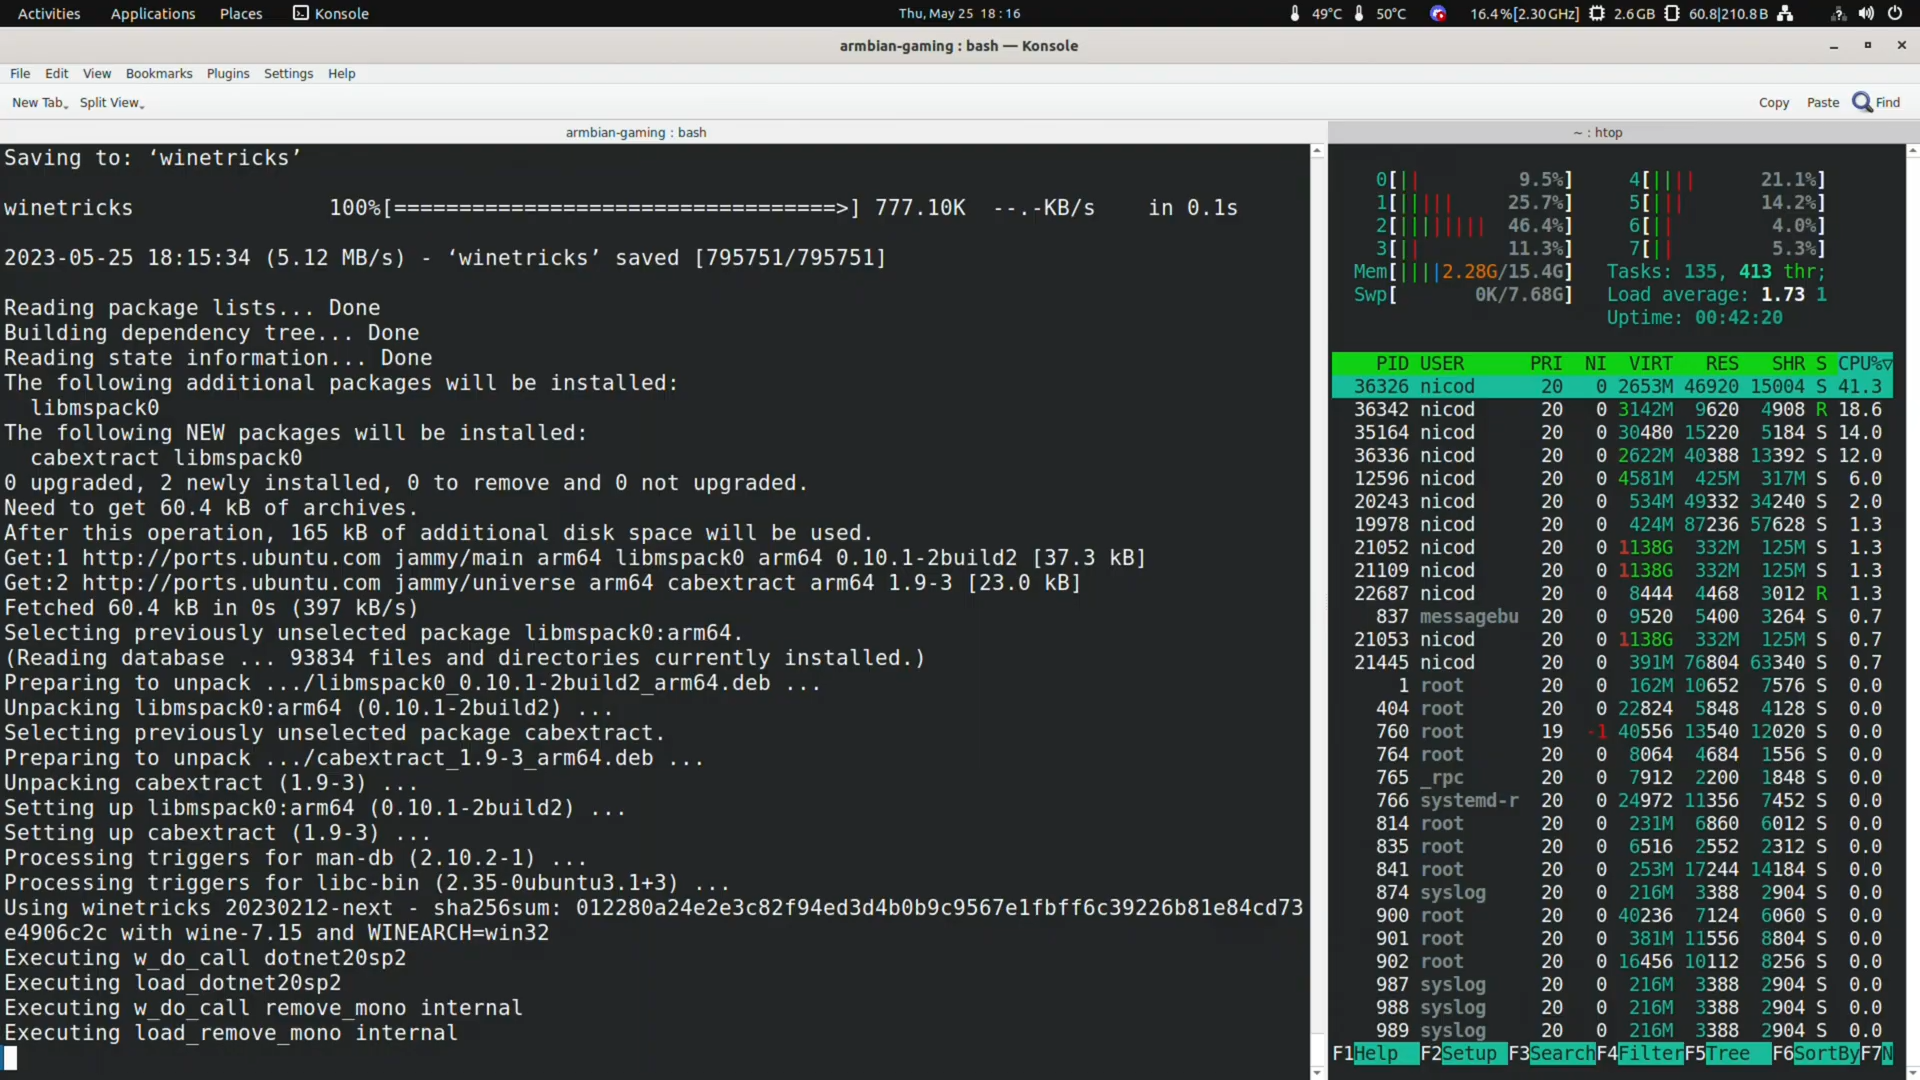 Activities Applications Places Konsole Thu, May 25 18:16 49°C 50°C 16.4%[2.30GHz] 2.6GB 60.8|210.8B
armbian-gaming : bash — Konsole
File Edit View Bookmarks Plugins Settings Help
New Tab Split View Copy Paste Find
armbian-gaming : bash
Saving to: ‘winetricks’
winetricks 100%[==================================>] 777.10K --.-KB/s in 0.1s
2023-05-25 18:15:34 (5.12 MB/s) - ‘winetricks’ saved [795751/795751]
Reading package lists... Done
Building dependency tree... Done
Reading state information... Done
The following additional packages will be installed:
libmspack0
The following NEW packages will be installed:
cabextract libmspack0
0 upgraded, 2 newly installed, 0 to remove and 0 not upgraded.
Need to get 60.4 kB of archives.
After this operation, 165 kB of additional disk space will be used.
Get:1 http://ports.ubuntu.com jammy/main arm64 libmspack0 arm64 0.10.1-2build2 [37.3 kB]
Get:2 http://ports.ubuntu.com jammy/universe arm64 cabextract arm64 1.9-3 [23.0 kB]
Fetched 60.4 kB in 0s (397 kB/s)
Selecting previously unselected package libmspack0:arm64.
(Reading database ... 93834 files and directories currently installed.)
Preparing to unpack .../libmspack0_0.10.1-2build2_arm64.deb ...
Unpacking libmspack0:arm64 (0.10.1-2build2) ...
Selecting previously unselected package cabextract.
Preparing to unpack .../cabextract_1.9-3_arm64.deb ...
Unpacking cabextract (1.9-3) ...
Setting up libmspack0:arm64 (0.10.1-2build2) ...
Setting up cabextract (1.9-3) ...
Processing triggers for man-db (2.10.2-1) ...
Processing triggers for libc-bin (2.35-0ubuntu3.1+3) ...
Using winetricks 20230212-next - sha256sum: 012280a24e2e3c82f94ed3d4b0b9c9567e1fbff6c39226b81e84cd73
e4906c2c with wine-7.15 and WINEARCH=win32
Executing w_do_call dotnet20sp2
Executing load_dotnet20sp2
Executing w_do_call remove_mono internal
Executing load_remove_mono internal
~ : htop
0[|| 9.5%] 4[|||| 21.1%]
1[||||| 25.7%] 5[||| 14.2%]
2[|||||||| 46.4%] 6[|| 4.0%]
3[|| 11.3%] 7[|| 5.3%]
Mem[||||2.28G/15.4G] Tasks: 135, 413 thr;
Swp[ 0K/7.68G] Load average: 1.73 1
Uptime: 00:42:20
PID USER PRI NI VIRT RES SHR S CPU%▽
36326 nicod 20 0 2653M 46920 15004 S 41.3
36342 nicod 20 0 3142M 9620 4908 R 18.6
35164 nicod 20 0 30480 15220 5184 S 14.0
36336 nicod 20 0 2622M 40388 13392 S 12.0
12596 nicod 20 0 4581M 425M 317M S 6.0
20243 nicod 20 0 534M 49332 34240 S 2.0
19978 nicod 20 0 424M 87236 57628 S 1.3
21052 nicod 20 0 1138G 332M 125M S 1.3
21109 nicod 20 0 1138G 332M 125M S 1.3
22687 nicod 20 0 8444 4468 3012 R 1.3
837 messagebu 20 0 9520 5400 3264 S 0.7
21053 nicod 20 0 1138G 332M 125M S 0.7
21445 nicod 20 0 391M 76804 63340 S 0.7
1 root 20 0 162M 10652 7576 S 0.0
404 root 20 0 22824 5848 4128 S 0.0
760 root 19 -1 40556 13540 12020 S 0.0
764 root 20 0 8064 4684 1556 S 0.0
765 _rpc 20 0 7912 2200 1848 S 0.0
766 systemd-r 20 0 24972 11356 7452 S 0.0
814 root 20 0 231M 6860 6012 S 0.0
835 root 20 0 6516 2552 2312 S 0.0
841 root 20 0 253M 17244 14184 S 0.0
874 syslog 20 0 216M 3388 2904 S 0.0
900 root 20 0 40236 7124 6060 S 0.0
901 root 20 0 381M 11556 8804 S 0.0
902 root 20 0 16456 10112 8256 S 0.0
987 syslog 20 0 216M 3388 2904 S 0.0
988 syslog 20 0 216M 3388 2904 S 0.0
989 syslog 20 0 216M 3388 2904 S 0.0
F1Help F2Setup F3SearchF4FilterF5Tree F6SortByF7N